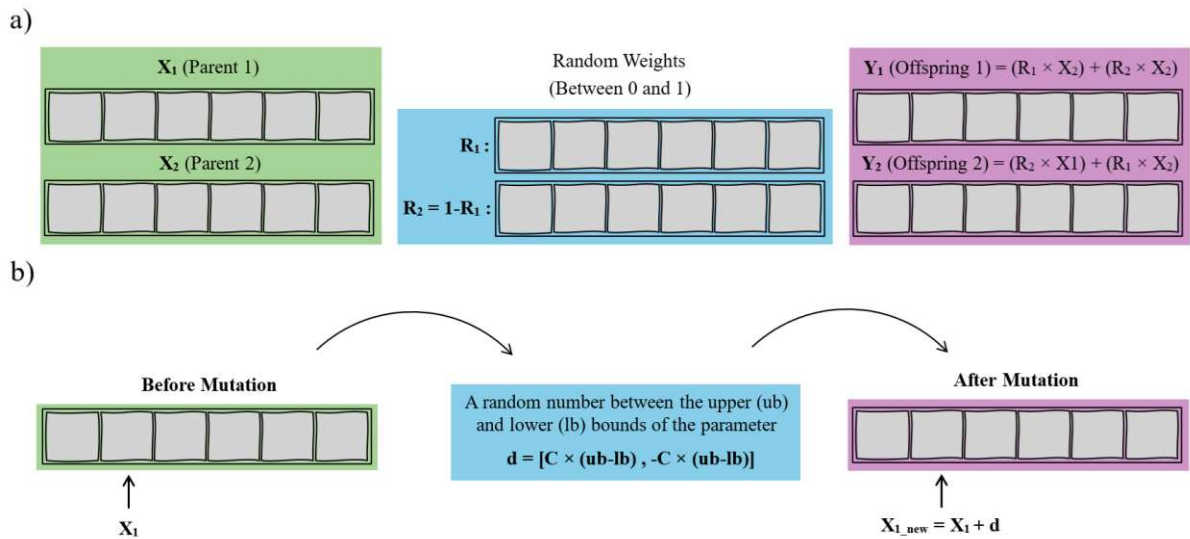 a)
X₁ (Parent 1)
X₂ (Parent 2)
Random Weights
(Between 0 and 1)
R₁ :
R₂ = 1-R₁ :
Y₁ (Offspring 1) = (R₁ × X₂) + (R₂ × X₂)
Y₂ (Offspring 2) = (R₂ × X1) + (R₁ × X₂)
b)
Before Mutation
X₁
A random number between the upper (ub)
and lower (lb) bounds of the parameter
d = [C × (ub-lb) , -C × (ub-lb)]
After Mutation
X₁_new = X₁ + d